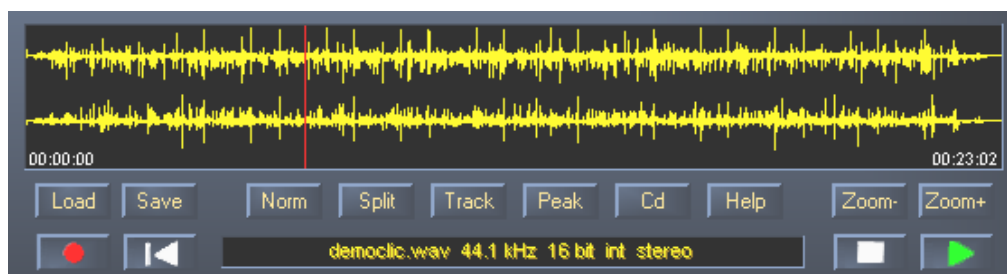 00:00:00 00:23:02
Load Save Norm Split Track Peak Cd Help Zoom- Zoom+
democlic.wav 44.1 kHz 16 bit int stereo